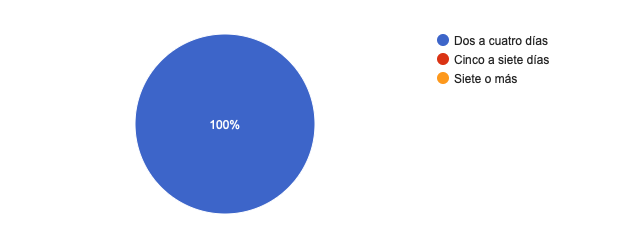 Dos a cuatro días
Cinco a siete días
Siete o más
100%